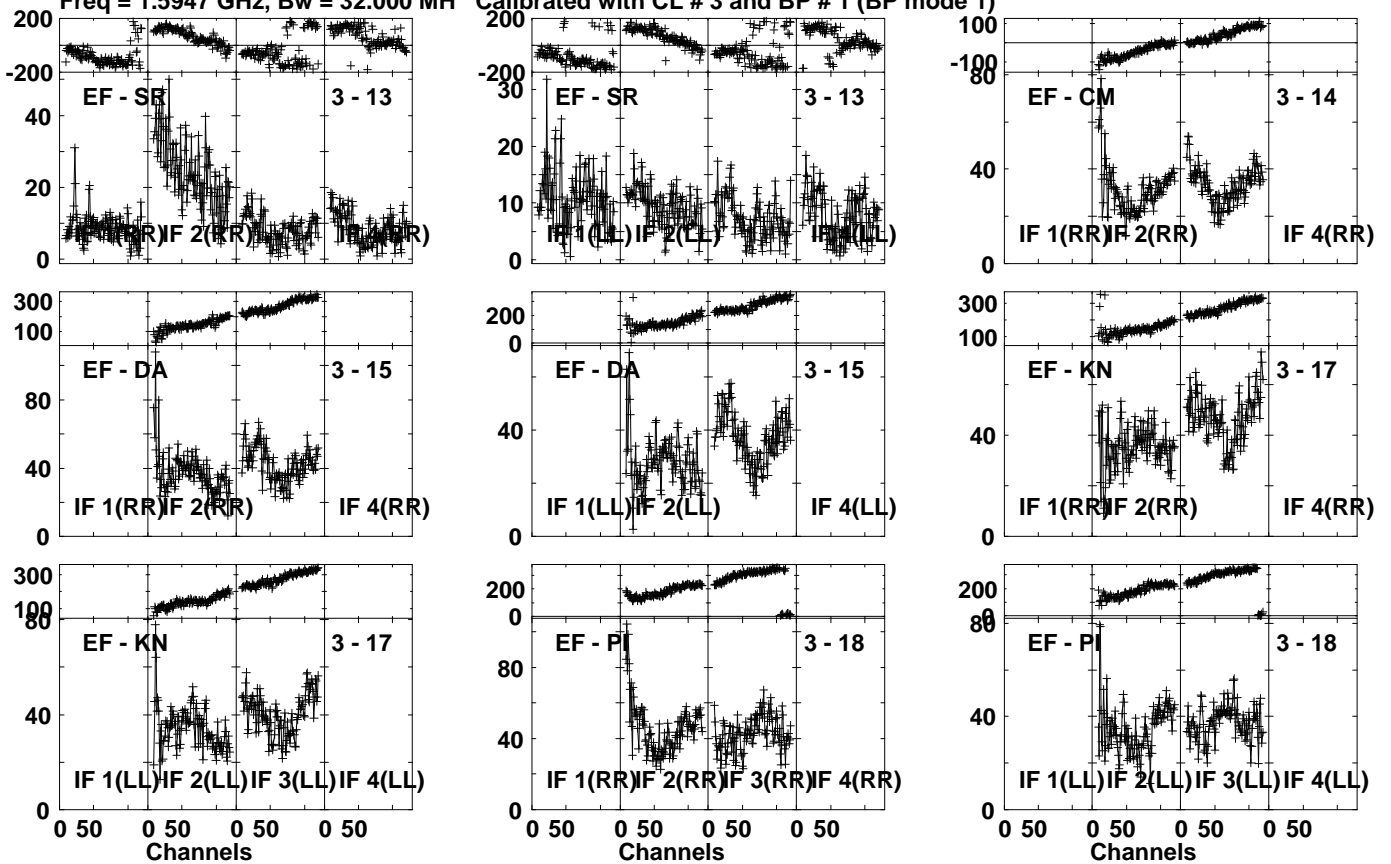 Freq = 1.5947 GHz, Bw = 32.000 MH Calibrated with CL # 3 and BP # 1 (BP mode 1)
200 200 100
-200 -200 -100
EF - SR 3 - 13 EF - SR 3 - 13 EF - CM 3 - 14
30 80
40
20 40
20
10
0 0 0
IF 1(RR) IF 2(RR) IF 4(RR) IF 1(LL) IF 2(LL) IF 4(LL) IF 1(RR) IF 2(RR) IF 4(RR)
300 200 300
100 0 100
EF - DA 3 - 15 EF - DA 3 - 15 EF - KN 3 - 17
80
40 40 40
0 0 0
IF 1(RR) IF 2(RR) IF 4(RR) IF 1(LL) IF 2(LL) IF 4(LL) IF 1(RR) IF 2(RR) IF 4(RR)
300 200 200
100 0 0
80 80
EF - KN 3 - 17 EF - PI 3 - 18 EF - PI 3 - 18
80
40 40 40
0 0 0
IF 1(LL) IF 2(LL) IF 3(LL) IF 4(LL) IF 1(RR) IF 2(RR) IF 3(RR) IF 4(RR) IF 1(LL) IF 2(LL) IF 3(LL) IF 4(LL)
0 50 0 50 0 50 0 50 0 50 0 50 0 50 0 50 0 50 0 50 0 50 0 50
Channels Channels Channels